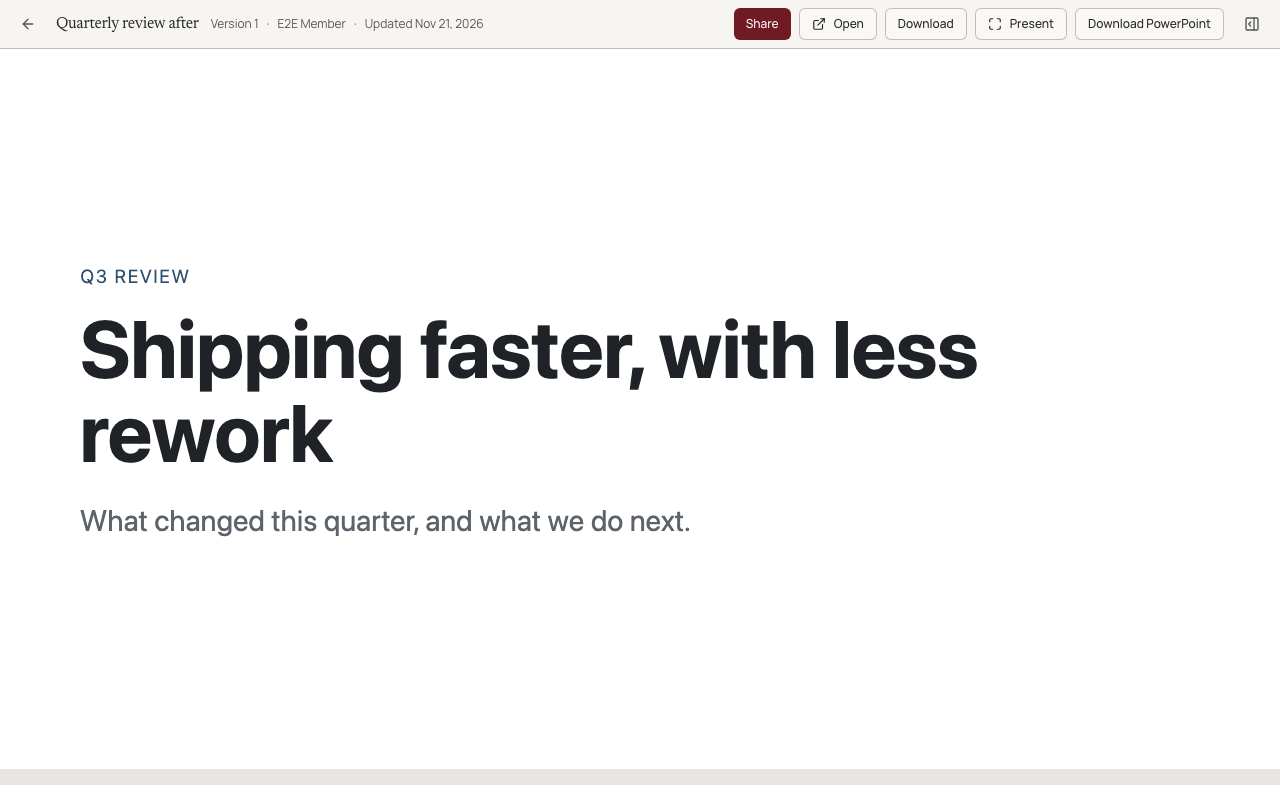 Quarterly review after Version 1 · E2E Member · Updated Nov 21, 2026 Share Open Download Present Download PowerPoint
Q3 REVIEW
Shipping faster, with less
rework
What changed this quarter, and what we do next.